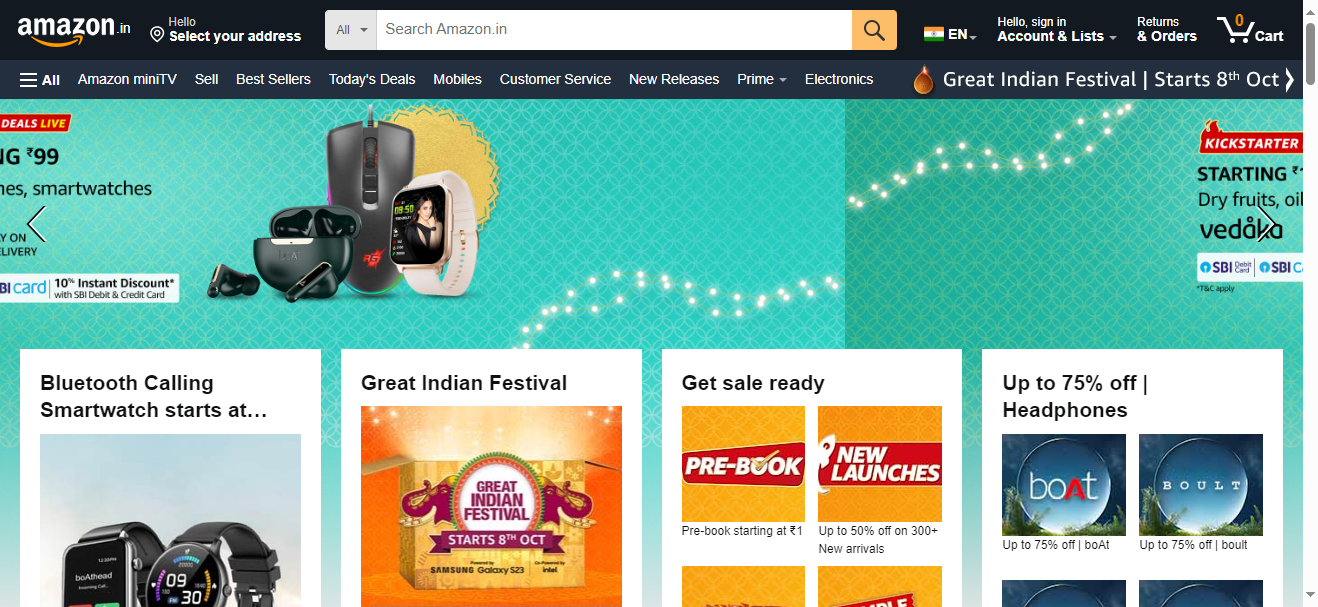 amazon.in
Hello
Select your address
All
Search Amazon.in
EN
Hello, sign in
Account & Lists
Returns
& Orders
0
Cart
All
Amazon miniTV
Sell
Best Sellers
Today's Deals
Mobiles
Customer Service
New Releases
Prime
Electronics
Great Indian Festival | Starts 8th Oct
DEALS LIVE
NG ₹99
nes, smartwatches
Y ON
ELIVERY
BI card
10% Instant Discount*
with SBI Debit & Credit Card
08:50
KICKSTARTER
STARTING ₹1
Dry fruits, oil
vedāka
SBI Debit Card
SBI C
*T&C apply
Bluetooth Calling
Smartwatch starts at…
boAthead
Incoming Call...
09
30
Great Indian Festival
GREAT
INDIAN
FESTIVAL
STARTS 8TH OCT
Powered by
SAMSUNG Galaxy S23
Co-Powered by
intel
Get sale ready
PRE-BOOK
Pre-book starting at ₹1
NEW
LAUNCHES
Up to 50% off on 300+
New arrivals
Up to 75% off |
Headphones
boAt
Up to 75% off | boAt
BOULT
Up to 75% off | boult